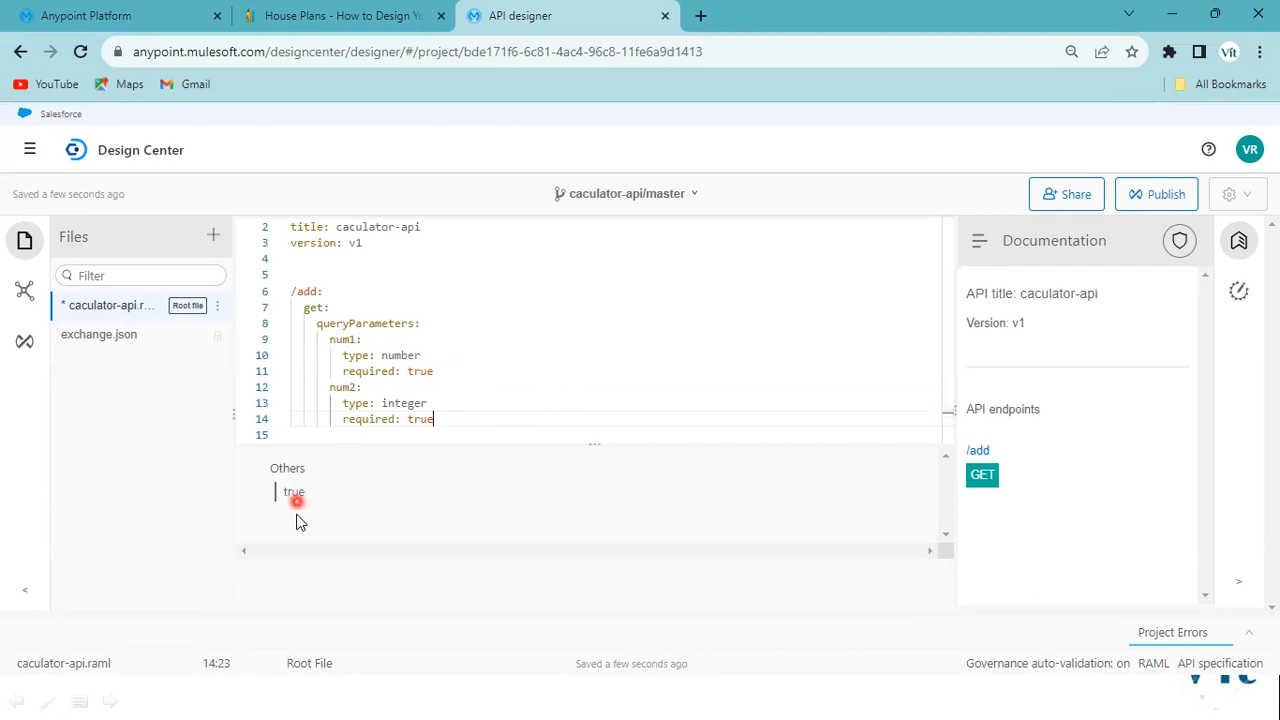 Anypoint Platform
House Plans - How to Design Yo
API designer
anypoint.mulesoft.com/designcenter/designer/#/project/bde171f6-6c81-4ac4-96c8-11fe6a9d1413
Vit
YouTube
Maps
Gmail
All Bookmarks
Salesforce
Design Center
VR
Saved a few seconds ago
caculator-api/master
Share
Publish
Files
Filter
* caculator-api.r...
Root file
exchange.json
2 title: caculator-api
3 version: v1
4
5
6 /add:
7 get:
8 queryParameters:
9 num1:
10 type: number
11 required: true
12 num2:
13 type: integer
14 required: true
15
Others
true
Documentation
API title: caculator-api
Version: v1
API endpoints
/add
GET
Project Errors
caculator-api.raml
14:23
Root File
Saved a few seconds ago
Governance auto-validation: on
RAML
API specification